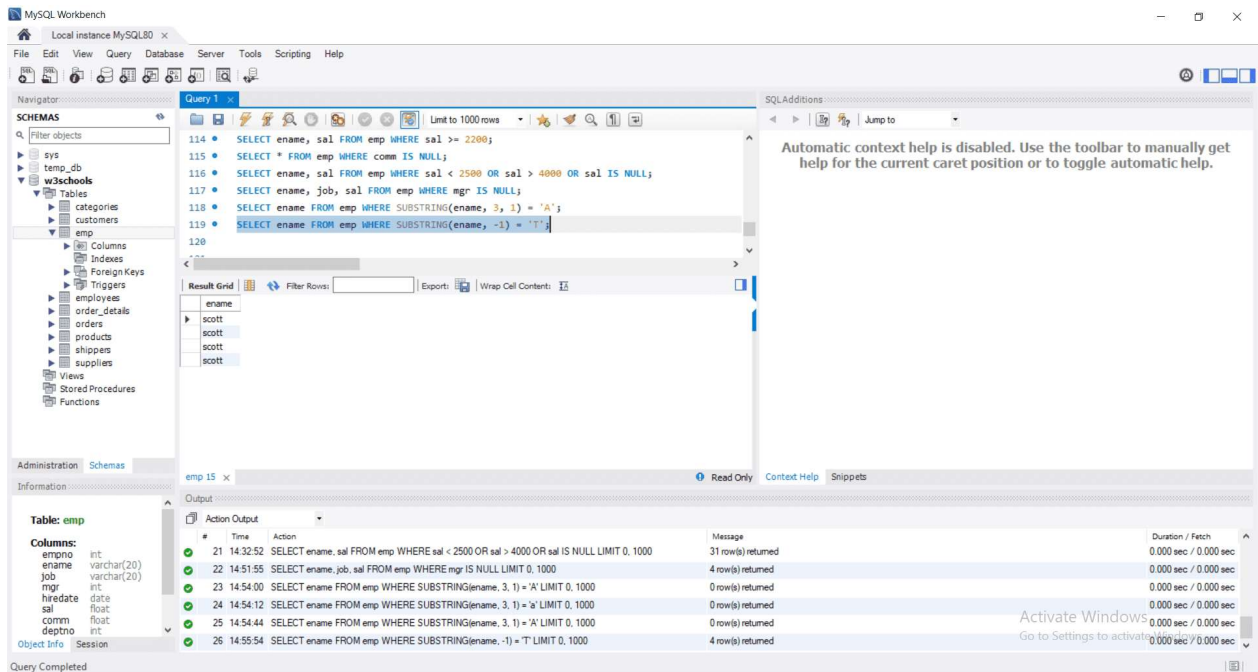 MySQL Workbench
Local instance MySQL80 ×
File Edit View Query Database Server Tools Scripting Help
Navigator
SCHEMAS
Filter objects
sys
temp_db
w3schools
Tables
categories
customers
emp
Columns
Indexes
Foreign Keys
Triggers
employees
order_details
orders
products
shippers
suppliers
Views
Stored Procedures
Functions
Administration Schemas
Information
Table: emp
Columns:
empno int
ename varchar(20)
job varchar(20)
mgr int
hiredate date
sal float
comm float
deptno int
Object Info Session
Query 1 ×
Limit to 1000 rows
114 SELECT ename, sal FROM emp WHERE sal >= 2200;
115 SELECT * FROM emp WHERE comm IS NULL;
116 SELECT ename, sal FROM emp WHERE sal < 2500 OR sal > 4000 OR sal IS NULL;
117 SELECT ename, job, sal FROM emp WHERE mgr IS NULL;
118 SELECT ename FROM emp WHERE SUBSTRING(ename, 3, 1) = 'A';
119 SELECT ename FROM emp WHERE SUBSTRING(ename, -1) = 'T';
120
Result Grid Filter Rows: Export: Wrap Cell Content:
ename
scott
scott
scott
scott
emp 15 × Read Only
SQLAdditions
Jump to
Automatic context help is disabled. Use the toolbar to manually get
help for the current caret position or to toggle automatic help.
Context Help Snippets
Output
Action Output
# Time Action Message Duration / Fetch
21 14:32:52 SELECT ename, sal FROM emp WHERE sal < 2500 OR sal > 4000 OR sal IS NULL LIMIT 0, 1000 31 row(s) returned 0.000 sec / 0.000 sec
22 14:51:55 SELECT ename, job, sal FROM emp WHERE mgr IS NULL LIMIT 0, 1000 4 row(s) returned 0.000 sec / 0.000 sec
23 14:54:00 SELECT ename FROM emp WHERE SUBSTRING(ename, 3, 1) = 'A' LIMIT 0, 1000 0 row(s) returned 0.000 sec / 0.000 sec
24 14:54:12 SELECT ename FROM emp WHERE SUBSTRING(ename, 3, 1) = 'a' LIMIT 0, 1000 0 row(s) returned 0.000 sec / 0.000 sec
25 14:54:44 SELECT ename FROM emp WHERE SUBSTRING(ename, 3, 1) = 'A' LIMIT 0, 1000 0 row(s) returned 0.000 sec / 0.000 sec
26 14:55:54 SELECT ename FROM emp WHERE SUBSTRING(ename, -1) = 'T' LIMIT 0, 1000 4 row(s) returned 0.000 sec / 0.000 sec
Activate Windows
Go to Settings to activate Windows.
Query Completed